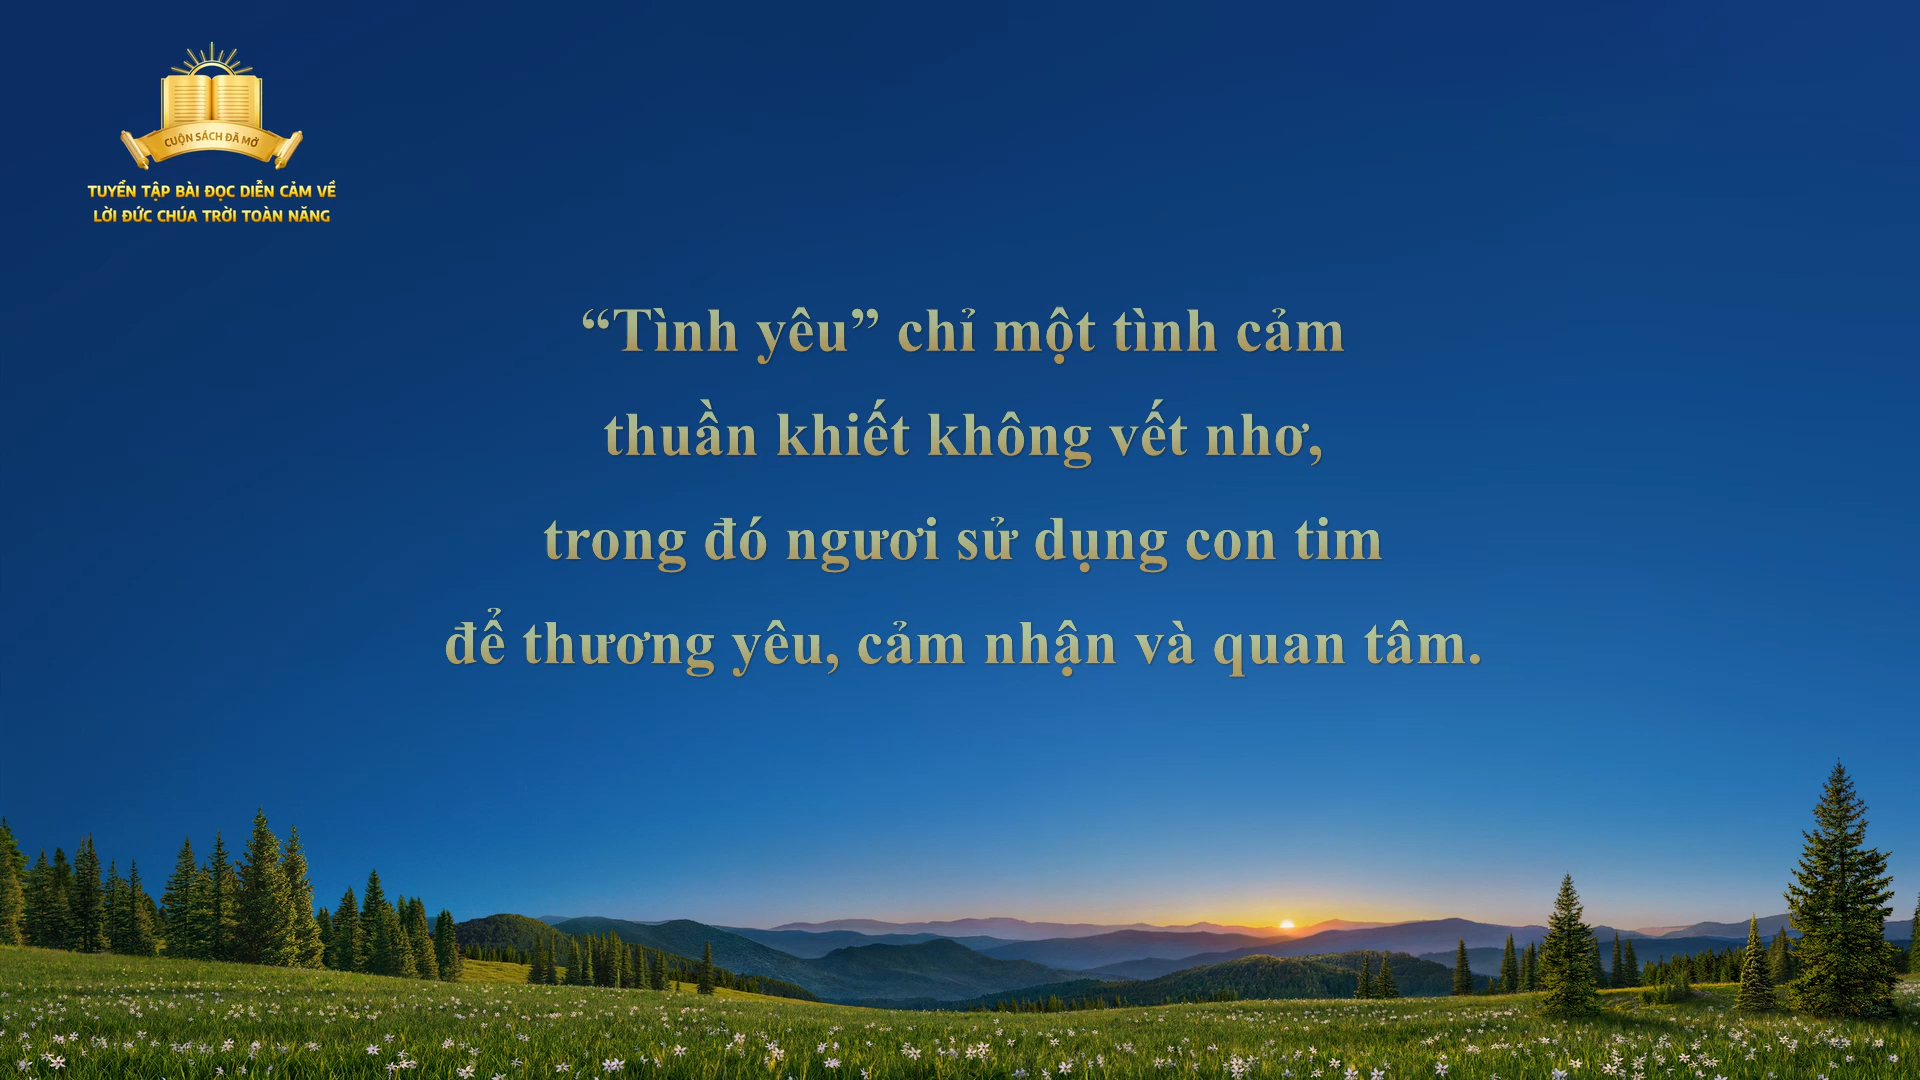 CUỘN SÁCH ĐÃ MỞ
TUYỂN TẬP BÀI ĐỌC DIỄN CẢM VỀ
LỜI ĐỨC CHÚA TRỜI TOÀN NĂNG
“Tình yêu” chỉ một tình cảm
thuần khiết không vết nhơ,
trong đó ngươi sử dụng con tim
để thương yêu, cảm nhận và quan tâm.